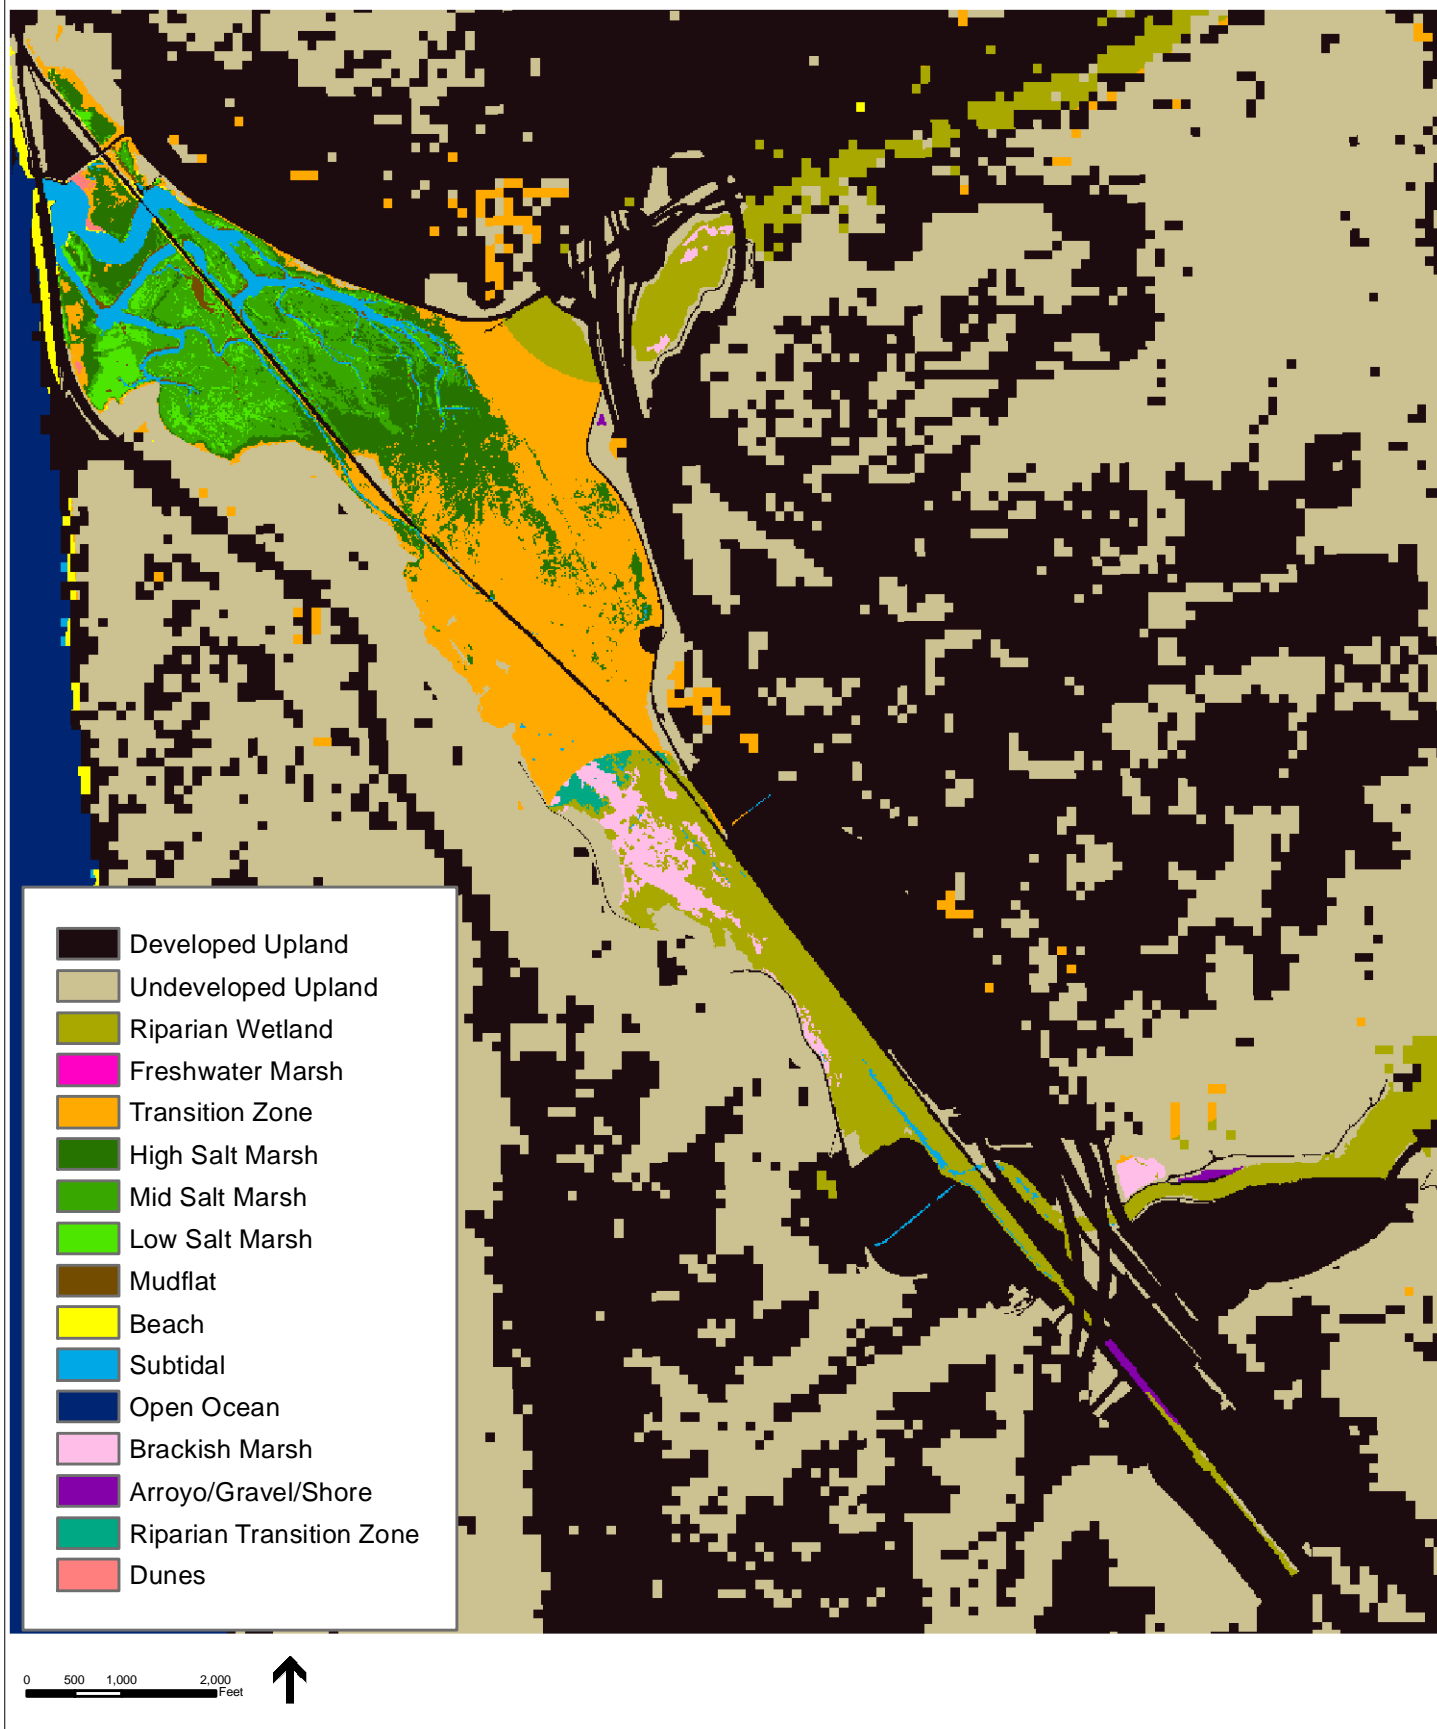 Developed Upland
Undeveloped Upland
Riparian Wetland
Freshwater Marsh
Transition Zone
High Salt Marsh
Mid Salt Marsh
Low Salt Marsh
Mudflat
Beach
Subtidal
Open Ocean
Brackish Marsh
Arroyo/Gravel/Shore
Riparian Transition Zone
Dunes
0 500 1,000 2,000
Feet